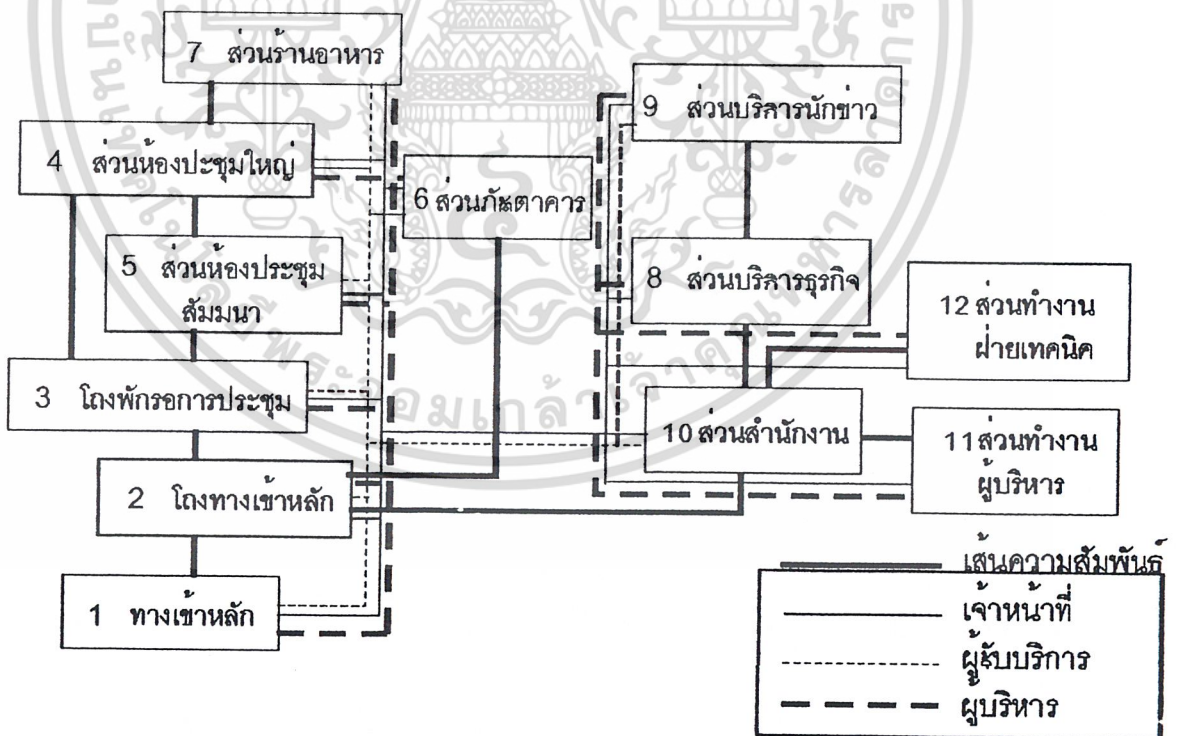 7 ส่วนร้านอาหาร
4 ส่วนห้องปะชุมใหญ่
6 ส่วนภัตตาคาร
9 ส่วนบริการนักข่าว
5 ส่วนห้องประชุม
สัมมนา
8 ส่วนบริการธุรกิจ
12 ส่วนทำงาน
ฝ่ายเทคนิค
3 โถงพักรอการประชุม
10 ส่วนสำนักงาน
11 ส่วนทำงาน
ผู้บริหาร
2 โถงทางเข้าหลัก
1 ทางเข้าหลัก
เส้นความสัมพันธ์
เจ้าหน้าที่
ผู้รับบริการ
ผู้บริหาร